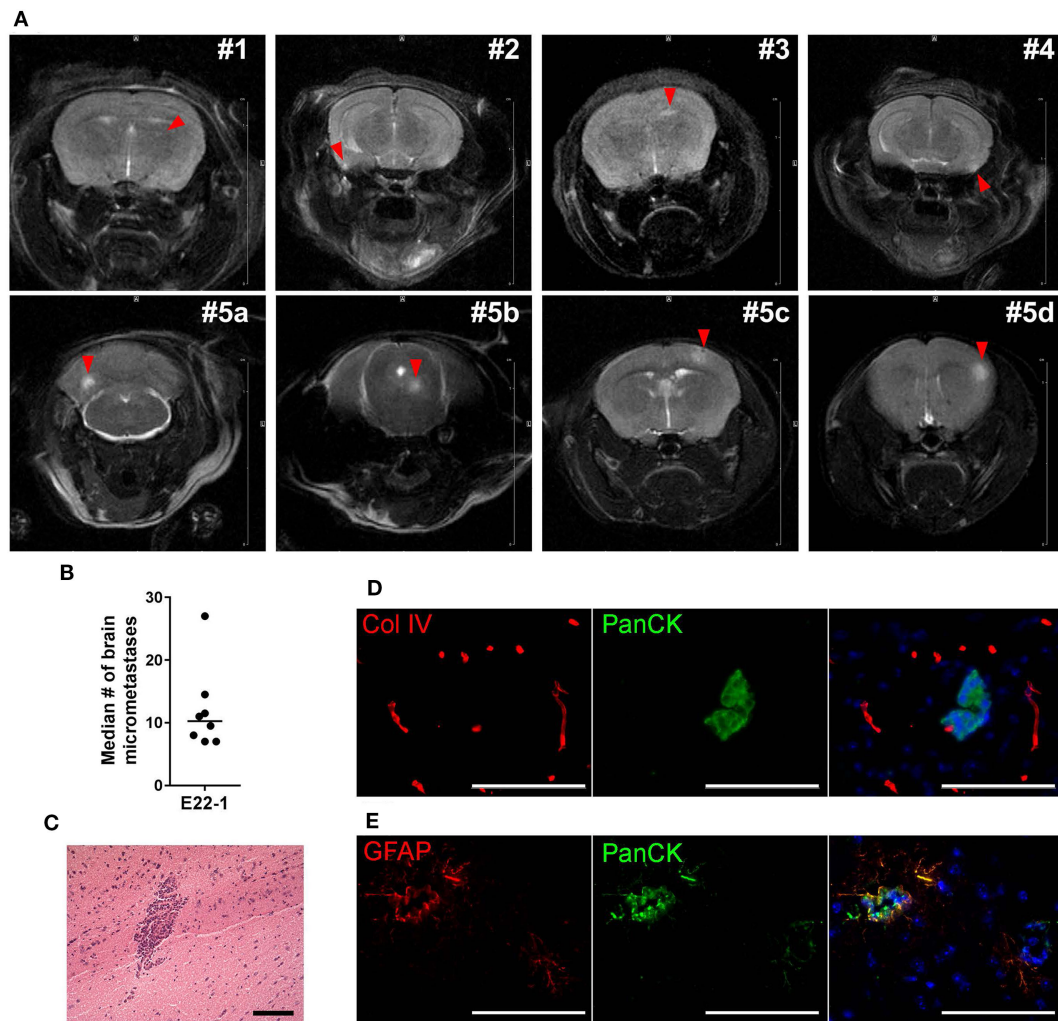 A
#1
#2
#3
#4
#5a
#5b
#5c
#5d
B
Median # of brain
micrometastases
30
20
10
0
E22-1
C
D
Col IV
PanCK
E
GFAP
PanCK